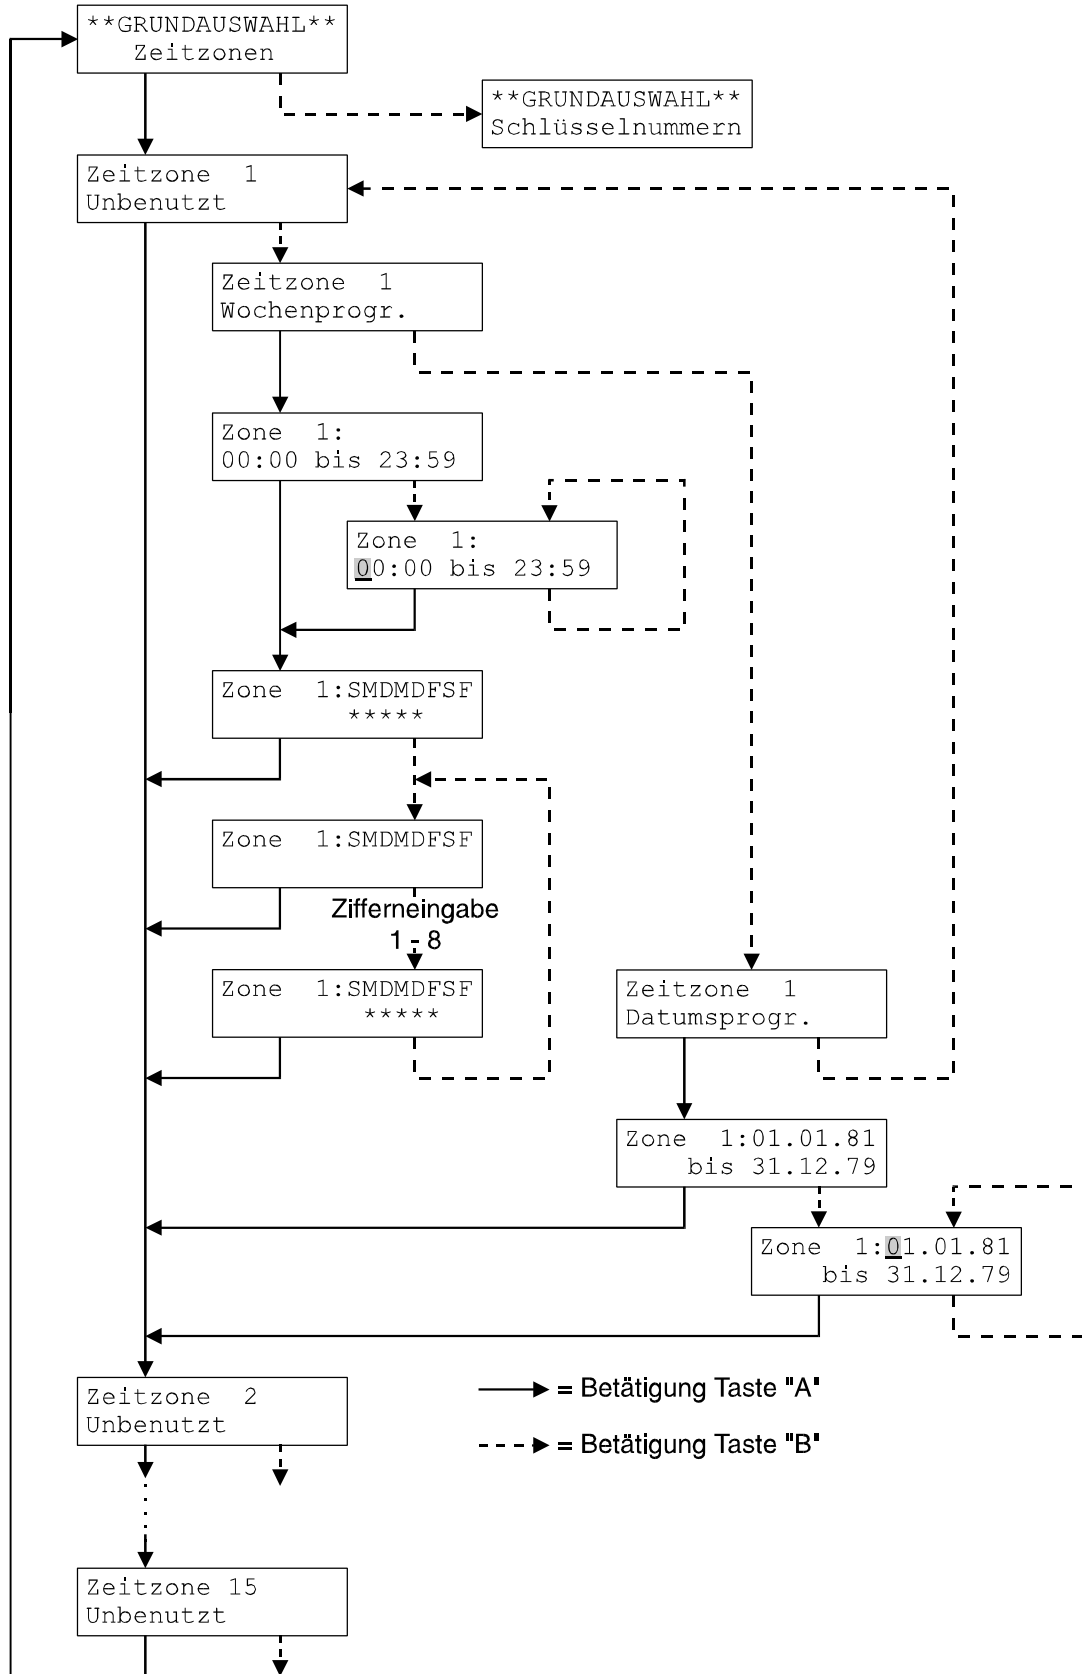 **GRUNDAUSWAHL**
Zeitzonen
**GRUNDAUSWAHL**
Schlüsselnummern
Zeitzone  1
Unbenutzt
Zeitzone  1
Wochenprogr.
Zone  1:
00:00 bis 23:59
Zone  1:
00:00 bis 23:59
Zone  1:SMDMDFSF
*****
Zone  1:SMDMDFSF
Zifferneingabe
1 - 8
Zone  1:SMDMDFSF
*****
Zeitzone  1
Datumsprogr.
Zone  1:01.01.81
bis 31.12.79
Zone  1:01.01.81
bis 31.12.79
Zeitzone  2
Unbenutzt
= Betätigung Taste "A"
= Betätigung Taste "B"
Zeitzone 15
Unbenutzt